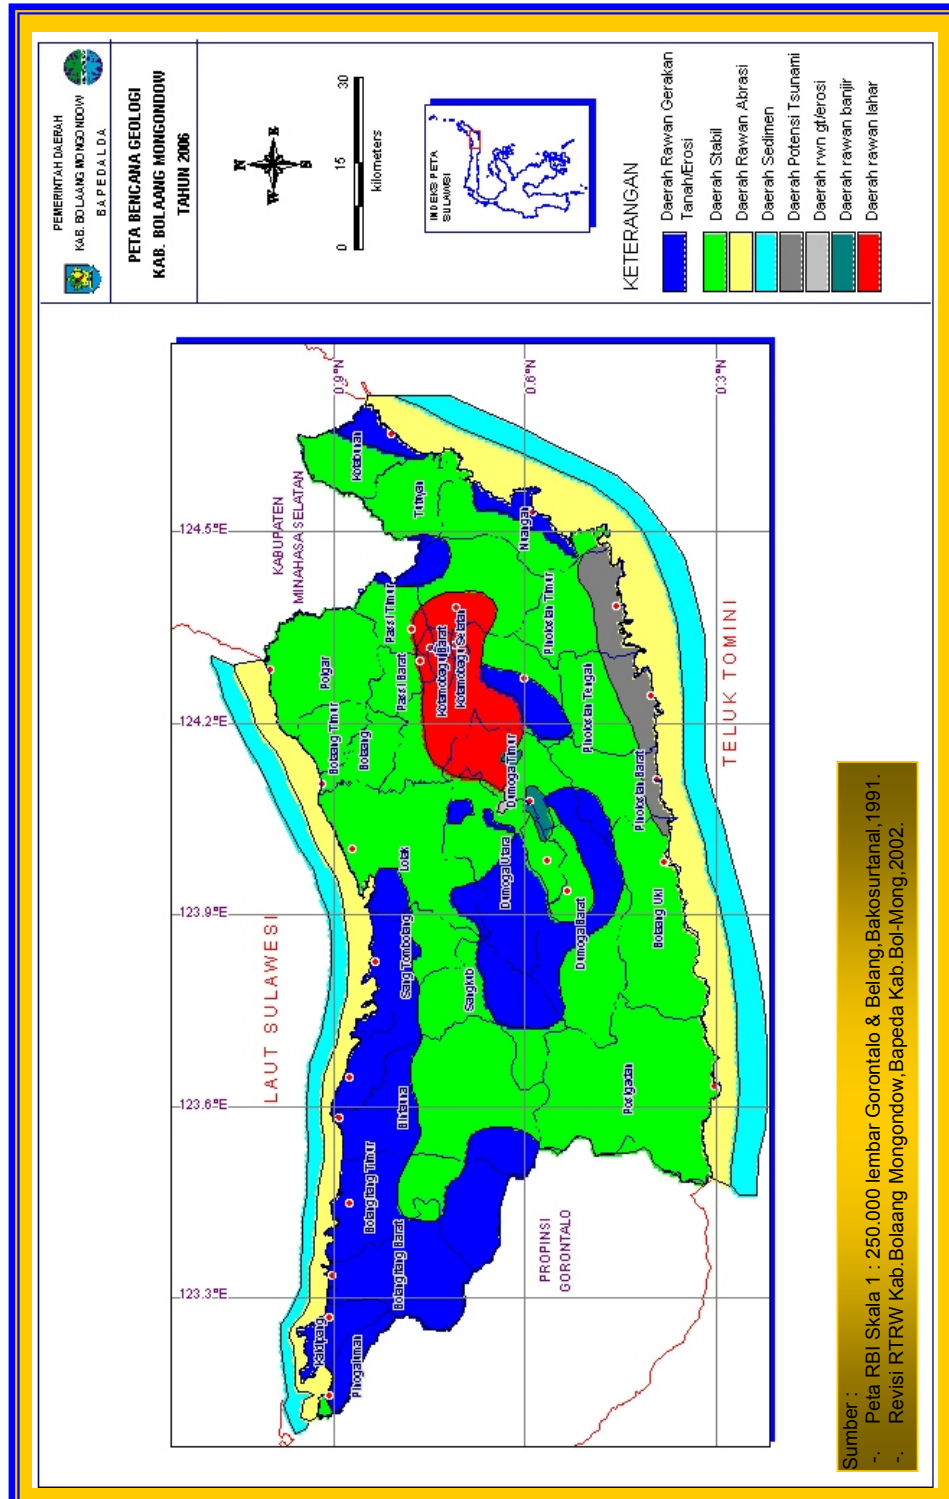 PEMERINTAH DAERAH
KAB. BOLAANG MONGONDOW
BAPEDALDA
PETA BENCANA GEOLOGI
KAB. BOLAANG MONGONDOW
TAHUN 2006
N
W
E
S
0
15
30
kilometers
INDEKS PETA
SULAWESI
KETERANGAN
Daerah Rawan Gerakan
Tanah/Erosi
Daerah Stabil
Daerah Rawan Abrasi
Daerah Sedimen
Daerah Potensi Tsunami
Daerah rwn gt/erosi
Daerah rawan banjir
Daerah rawan lahar
0.9°N
0.6°N
0.3°N
124.5°E
124.2°E
123.9°E
123.6°E
123.3°E
LAUT SULAWESI
TELUK TOMINI
KABUPATEN
MINAHASA SELATAN
PROPINSI
GORONTALO
Kotabunan
Tutuyan
Nuangan
Passi Timur
Passi Barat
Kotamobagu Barat
Kotamobagu Selatan
Poigar
Bolaang Timur
Bolaang
Pinolosian Timur
Pinolosian Tengah
Pinolosian Barat
Dumoga Timur
Dumoga Utara
Dumoga Barat
Lolak
Sang Tombolang
Sangkub
Bolaang Uki
Bintauna
Posigadan
Bolangitang Timur
Bolangitang Barat
Kaidipang
Pinogaluman
Sumber :
-. Peta RBI Skala 1 : 250.000 lembar Gorontalo & Belang,Bakosurtanal,1991.
-. Revisi RTRW Kab.Bolaang Mongondow,Bapeda Kab.Bol-Mong,2002.